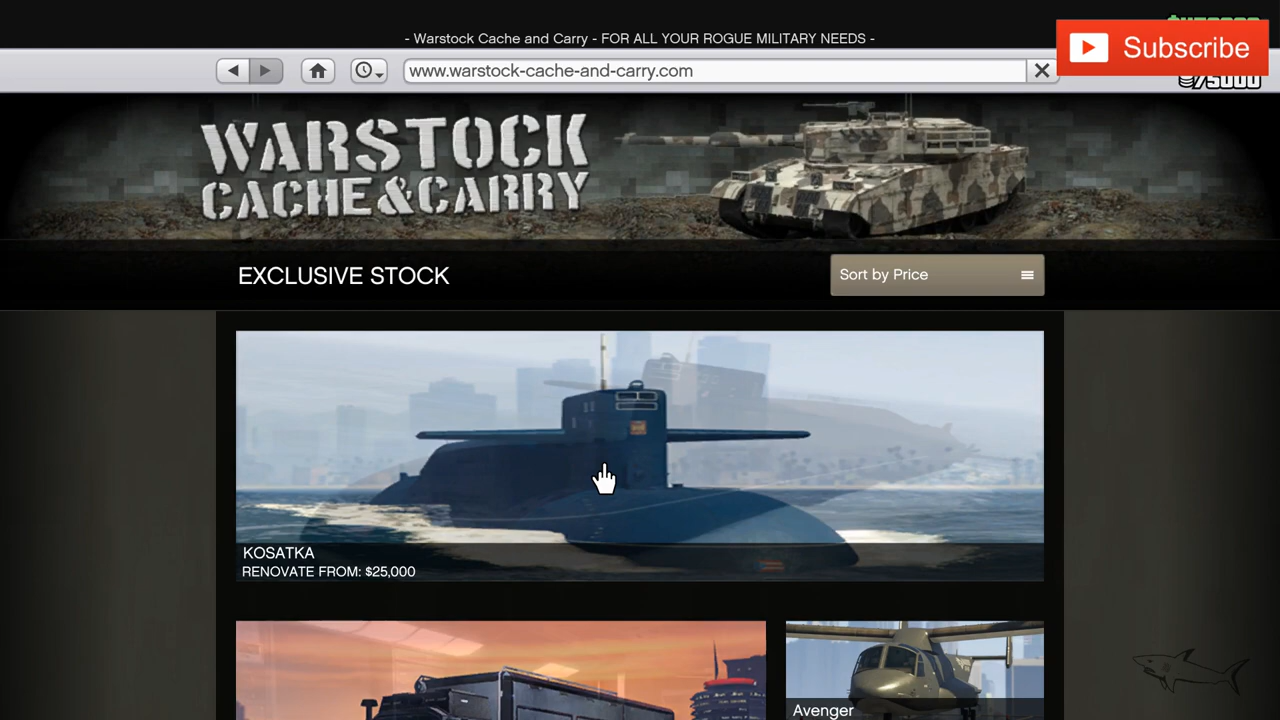 - Warstock Cache and Carry - FOR ALL YOUR ROGUE MILITARY NEEDS -
Subscribe
www.warstock-cache-and-carry.com
/5000
WARSTOCK
CACHE&CARRY
EXCLUSIVE STOCK
Sort by Price
KOSATKA
RENOVATE FROM: $25,000
Avenger